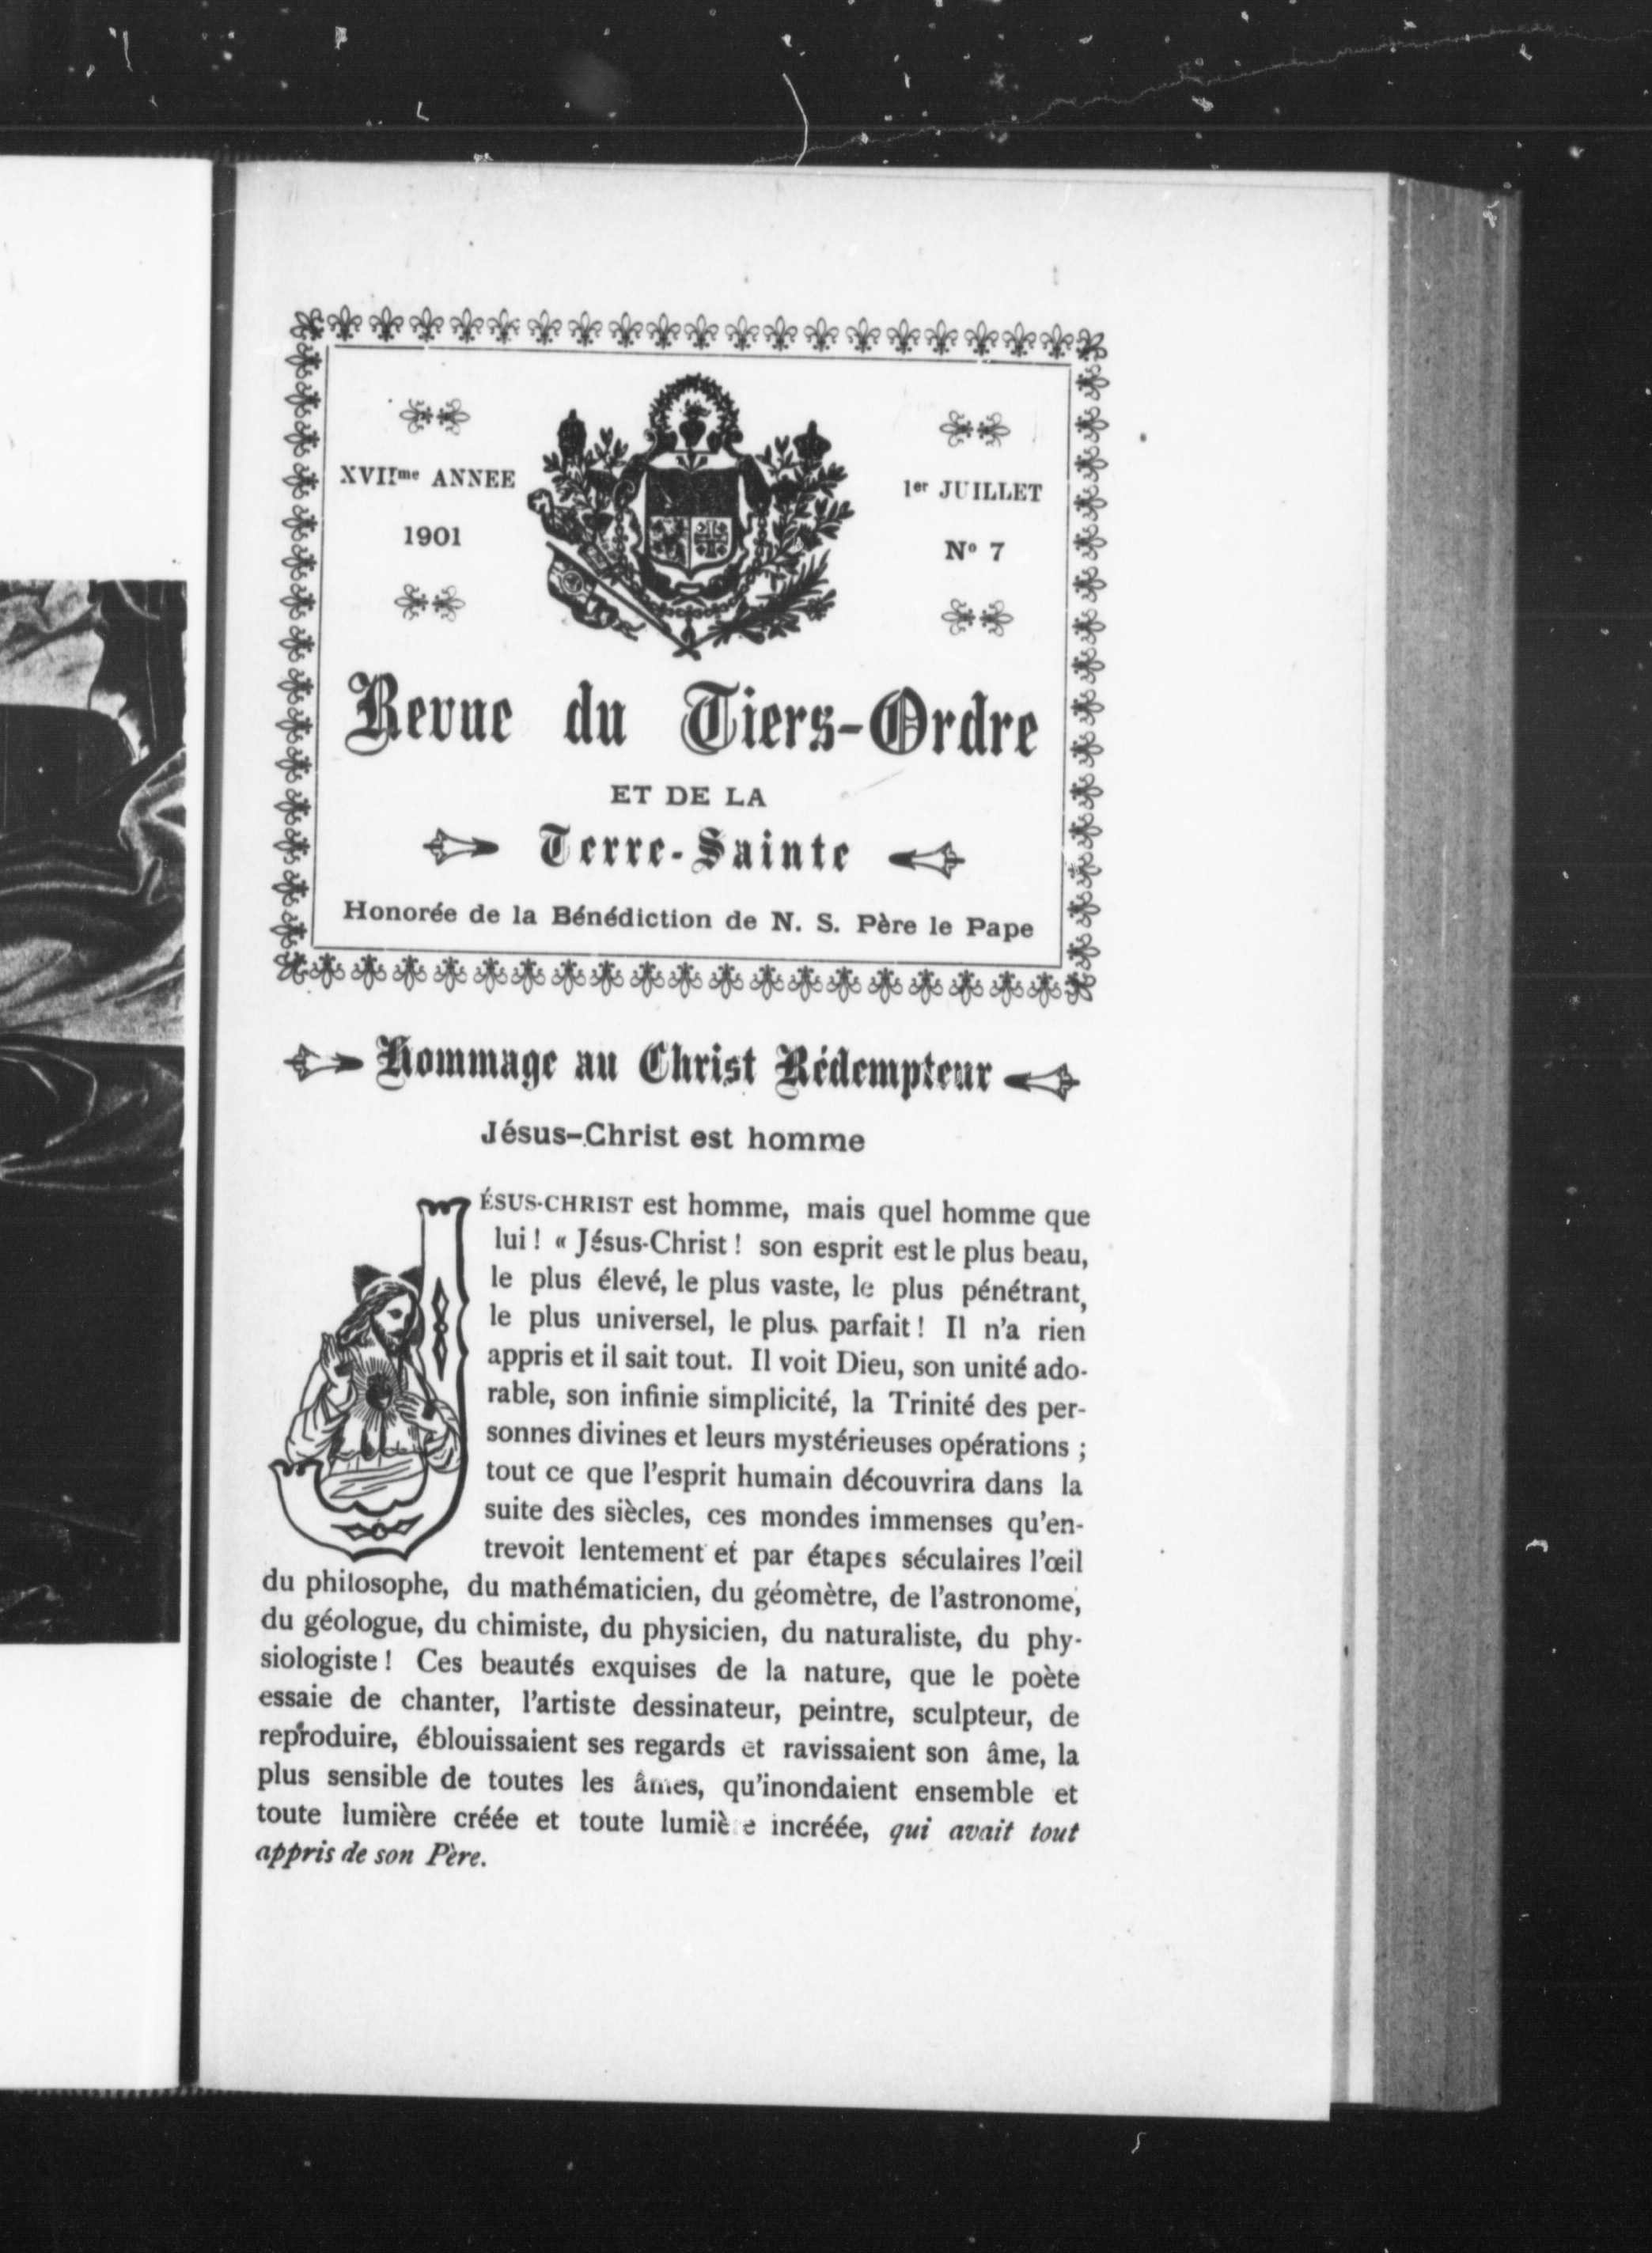 XVIIme ANNEE
1901
1er JUILLET
No 7
Revue du Tiers-Ordre
ET DE LA
Terre-Sainte
Honorée de la Bénédiction de N. S. Père le Pape
Hommage au Christ Rédempteur
Jésus-Christ est homme
JÉSUS-CHRIST est homme, mais quel homme que
lui ! « Jésus-Christ ! son esprit est le plus beau,
le plus élevé, le plus vaste, le plus pénétrant,
le plus universel, le plus parfait ! Il n'a rien
appris et il sait tout. Il voit Dieu, son unité ado-
rable, son infinie simplicité, la Trinité des per-
sonnes divines et leurs mystérieuses opérations ;
tout ce que l'esprit humain découvrira dans la
suite des siècles, ces mondes immenses qu'en-
trevoit lentement et par étapes séculaires l'œil
du philosophe, du mathématicien, du géomètre, de l'astronome,
du géologue, du chimiste, du physicien, du naturaliste, du phy-
siologiste ! Ces beautés exquises de la nature, que le poète
essaie de chanter, l'artiste dessinateur, peintre, sculpteur, de
reproduire, éblouissaient ses regards et ravissaient son âme, la
plus sensible de toutes les âmes, qu'inondaient ensemble et
toute lumière créée et toute lumière incréée, qui avait tout
appris de son Père.